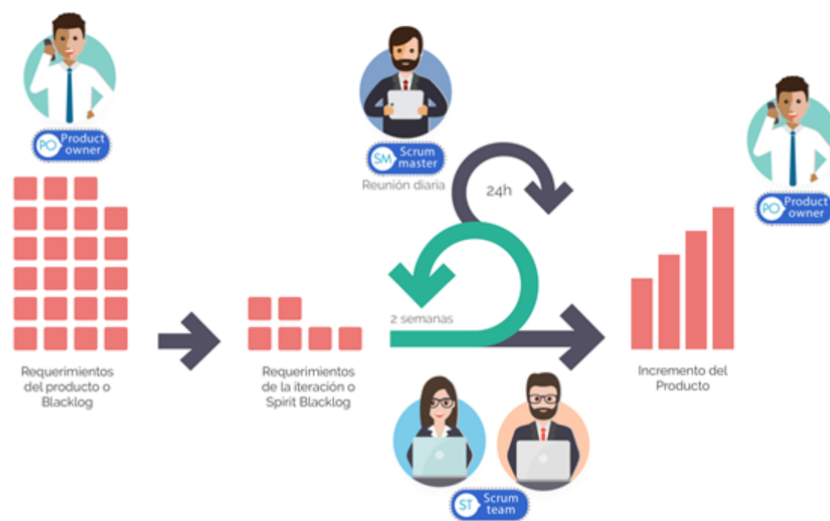 PO Product
owner
SM Scrum
master
Reunión diaria
24h
PO Product
owner
2 semanas
Requerimientos
del producto o
Blacklog
Requerimientos
de la iteración o
Spirit Blacklog
Incremento del
Producto
ST Scrum
team